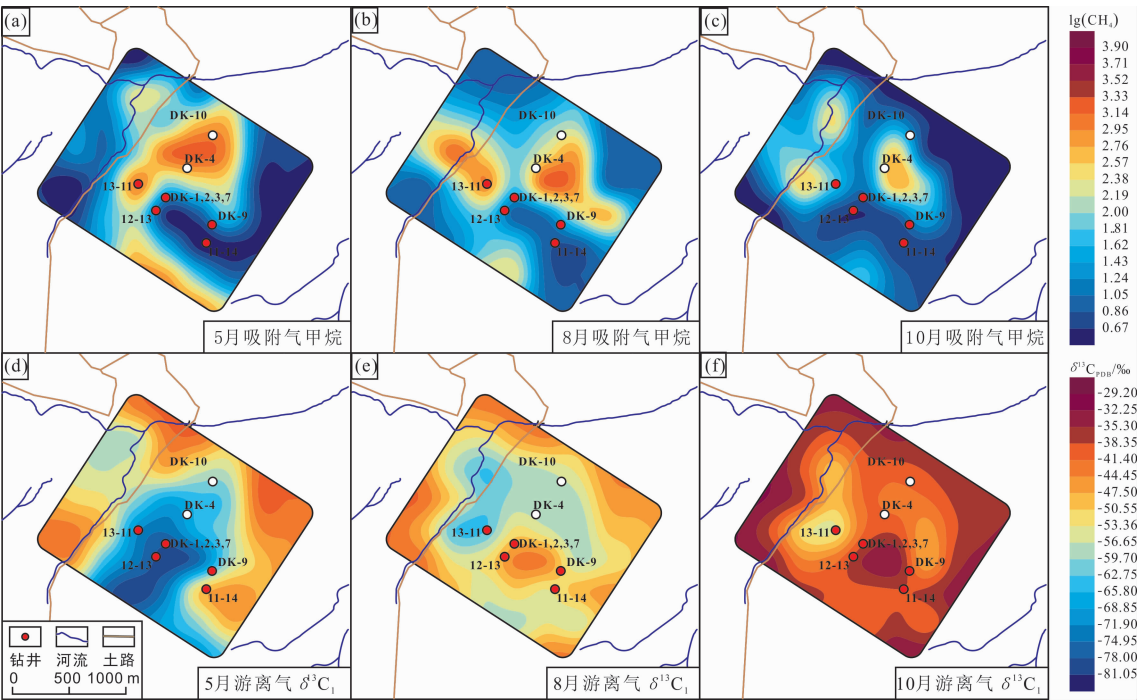 (a)
DK-10
DK-4
13-11
DK-1,2,3,7
12-13
DK-9
11-14
5月吸附气甲烷
(b)
DK-10
DK-4
13-11
DK-1,2,3,7
12-13
DK-9
11-14
8月吸附气甲烷
(c)
DK-10
DK-4
13-11
DK-1,2,3,7
DK-9
11-14
10月吸附气甲烷
lg(CH₄)
3.90
3.71
3.52
3.33
3.14
2.95
2.76
2.57
2.38
2.19
2.00
1.81
1.62
1.43
1.24
1.05
0.86
0.67
(d)
DK-10
DK-4
13-11
DK-1,2,3,7
12-13
DK-9
11-14
钻井 河流 土路
0 500 1000 m
5月游离气 δ¹³C₁
(e)
DK-10
DK-4
13-11
DK-1,2,3,7
12-13
DK-9
11-14
8月游离气 δ¹³C₁
(f)
DK-10
DK-4
13-11
DK-1,2,3,7
12-13
DK-9
11-14
10月游离气 δ¹³C₁
δ¹³C_PDB/‰
-29.20
-32.25
-35.30
-38.35
-41.40
-44.45
-47.50
-50.55
-53.36
-56.65
-59.70
-62.75
-65.80
-68.85
-71.90
-74.95
-78.00
-81.05